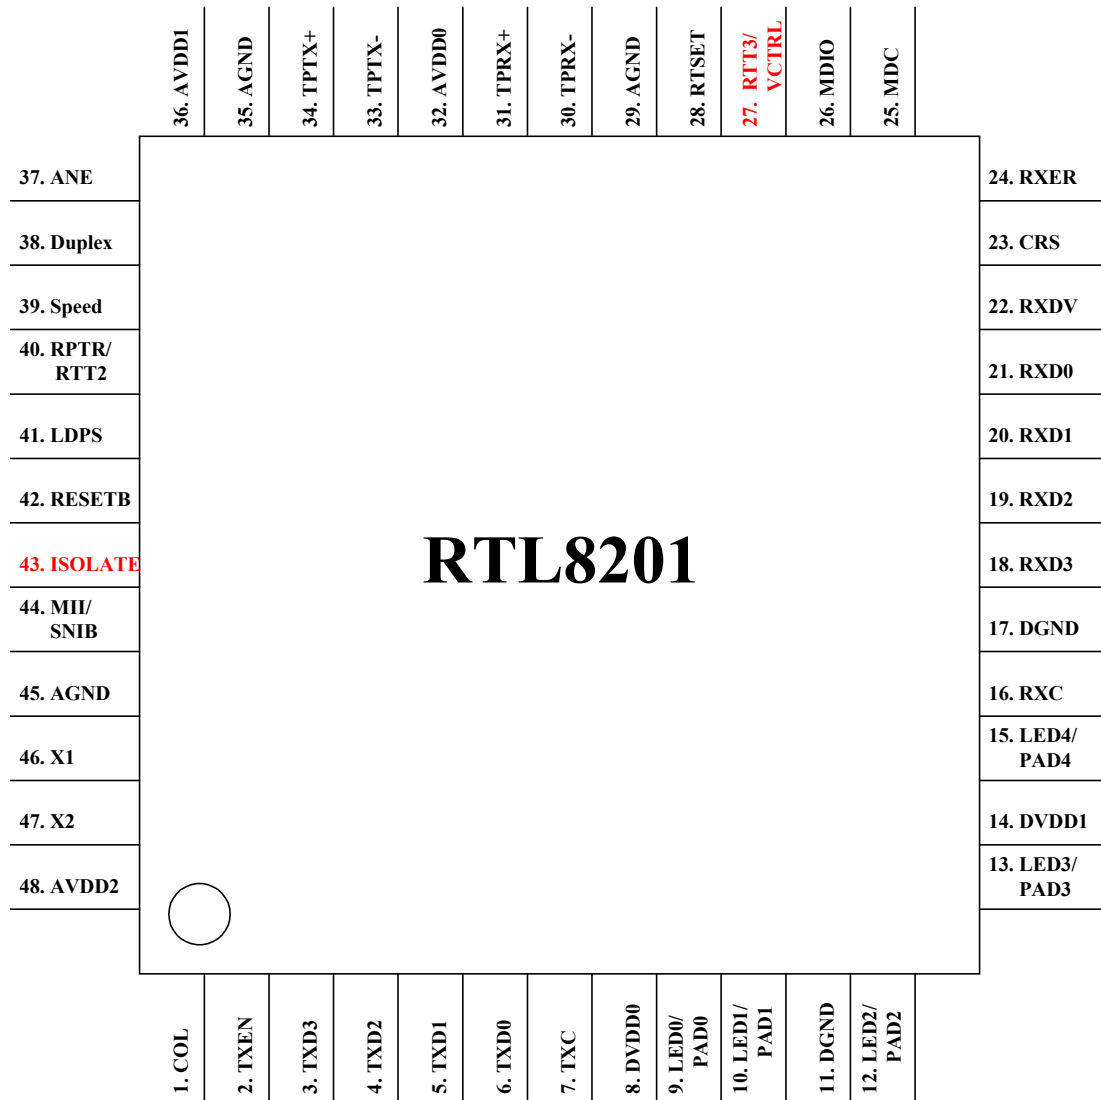 36. AVDD1
35. AGND
34. TPTX+
33. TPTX-
32. AVDD0
31. TPRX+
30. TPRX-
29. AGND
28. RTSET
27. RTT3/
VCTRL
26. MDIO
25. MDC
37. ANE
38. Duplex
39. Speed
40. RPTR/
RTT2
41. LDPS
42. RESETB
43. ISOLATE
44. MII/
SNIB
45. AGND
46. X1
47. X2
48. AVDD2
RTL8201
24. RXER
23. CRS
22. RXDV
21. RXD0
20. RXD1
19. RXD2
18. RXD3
17. DGND
16. RXC
15. LED4/
PAD4
14. DVDD1
13. LED3/
PAD3
1. COL
2. TXEN
3. TXD3
4. TXD2
5. TXD1
6. TXD0
7. TXC
8. DVDD0
9. LED0/
PAD0
10. LED1/
PAD1
11. DGND
12. LED2/
PAD2